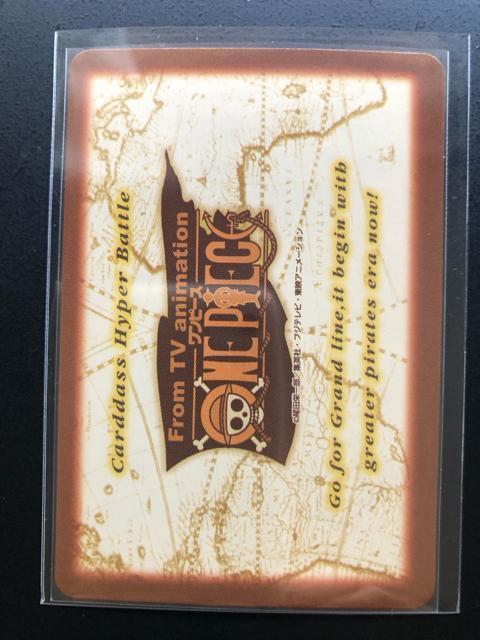 Carddass Hyper Battle
From TV animation
ワンピース
ONE PIECE
©尾田栄一郎／集英社・フジテレビ・東映アニメーション
Go for Grand line,it begin with
greater pirates era now!